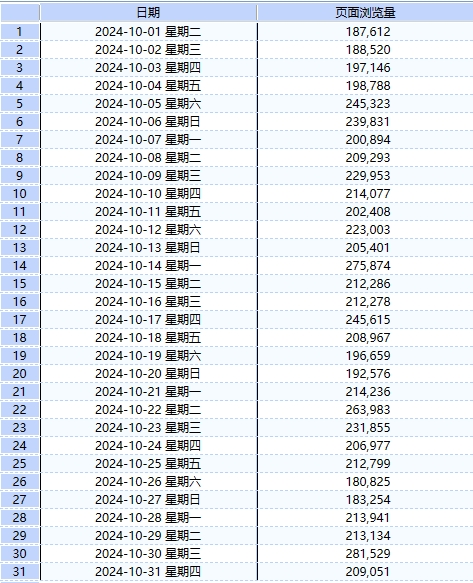 日期 页面浏览量
1 2024-10-01 星期二 187,612
2 2024-10-02 星期三 188,520
3 2024-10-03 星期四 197,146
4 2024-10-04 星期五 198,788
5 2024-10-05 星期六 245,323
6 2024-10-06 星期日 239,831
7 2024-10-07 星期一 200,894
8 2024-10-08 星期二 209,293
9 2024-10-09 星期三 229,953
10 2024-10-10 星期四 214,077
11 2024-10-11 星期五 202,408
12 2024-10-12 星期六 223,003
13 2024-10-13 星期日 205,401
14 2024-10-14 星期一 275,874
15 2024-10-15 星期二 212,286
16 2024-10-16 星期三 212,278
17 2024-10-17 星期四 245,615
18 2024-10-18 星期五 208,967
19 2024-10-19 星期六 196,659
20 2024-10-20 星期日 192,576
21 2024-10-21 星期一 214,236
22 2024-10-22 星期二 263,983
23 2024-10-23 星期三 231,855
24 2024-10-24 星期四 206,977
25 2024-10-25 星期五 212,799
26 2024-10-26 星期六 180,825
27 2024-10-27 星期日 183,254
28 2024-10-28 星期一 213,941
29 2024-10-29 星期二 213,134
30 2024-10-30 星期三 281,529
31 2024-10-31 星期四 209,051